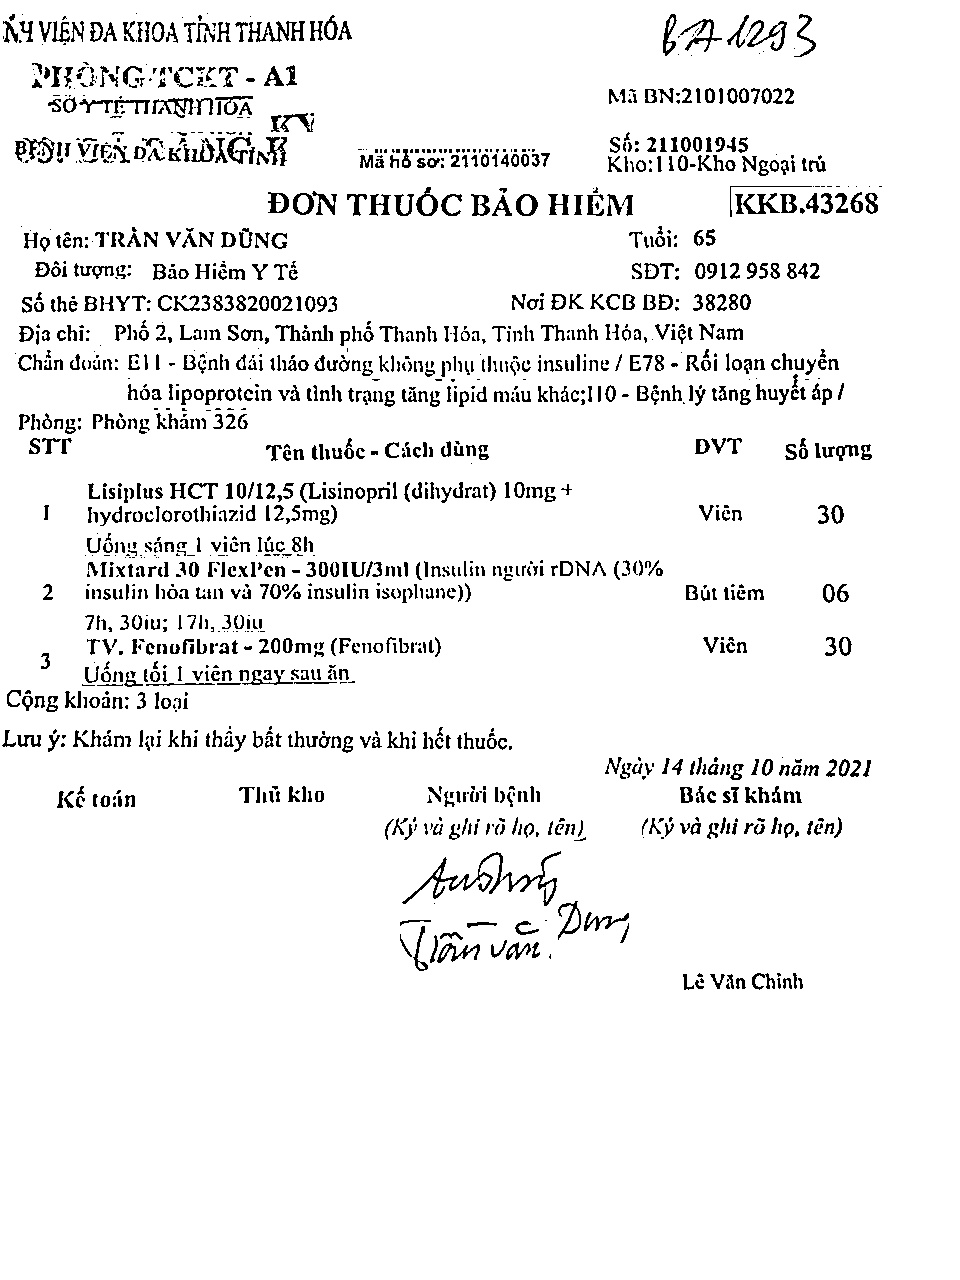 BỆNH VIỆN ĐA KHOA TỈNH THANH HÓA
BA1293
PHÒNG TCKT - A1
SỞ Y TẾ THANH HÓA
Mã BN:2101007022
BỆNH VIỆN ĐA KHOA TỈNH
Mã hồ sơ: 2110140037
Số: 211001945
Kho:110-Kho Ngoại trú
ĐƠN THUỐC BẢO HIỂM
KKB.43268
Họ tên: TRẦN VĂN DŨNG
Tuổi: 65
Đối tượng: Bảo Hiểm Y Tế
SĐT: 0912 958 842
Số thẻ BHYT: CK2383820021093
Nơi ĐK KCB BĐ: 38280
Địa chỉ: Phố 2, Lam Sơn, Thành phố Thanh Hóa, Tỉnh Thanh Hóa, Việt Nam
Chẩn đoán: E11 - Bệnh đái tháo đường không phụ thuộc insuline / E78 - Rối loạn chuyển
hóa lipoprotein và tình trạng tăng lipid máu khác;I10 - Bệnh lý tăng huyết áp /
Phòng: Phòng khám 326
STT Tên thuốc - Cách dùng ĐVT Số lượng
Lisiplus HCT 10/12,5 (Lisinopril (dihydrat) 10mg +
1 hydroclorothiazid 12,5mg) Viên 30
Uống sáng 1 viên lúc 8h
Mixtard 30 FlexPen - 300IU/3ml (Insulin người rDNA (30%
2 insulin hòa tan và 70% insulin isophane)) Bút tiêm 06
7h, 30iu; 17h, 30iu
TV. Fenofibrat - 200mg (Fenofibrat) Viên 30
3
Uống tối 1 viên ngay sau ăn
Cộng khoản: 3 loại
Lưu ý: Khám lại khi thấy bất thường và khi hết thuốc.
Ngày 14 tháng 10 năm 2021
Kế toán Thủ kho Người bệnh Bác sĩ khám
(Ký và ghi rõ họ, tên) (Ký và ghi rõ họ, tên)
Trần Văn Dũng
Lê Văn Chinh